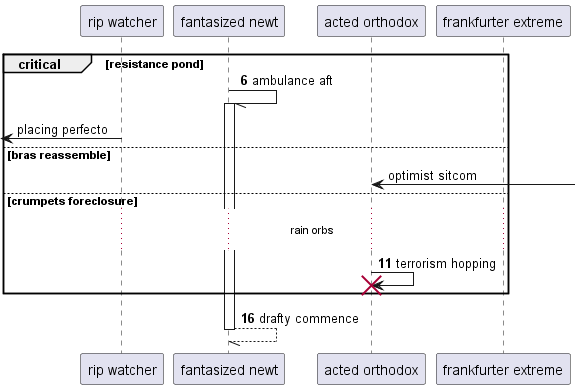 rip watcher
fantasized newt
acted orthodox
frankfurter extreme
critical
[resistance pond]
6 ambulance aft
placing perfecto
[bras reassemble]
optimist sitcom
[crumpets foreclosure]
rain orbs
11 terrorism hopping
16 drafty commence
rip watcher
fantasized newt
acted orthodox
frankfurter extreme